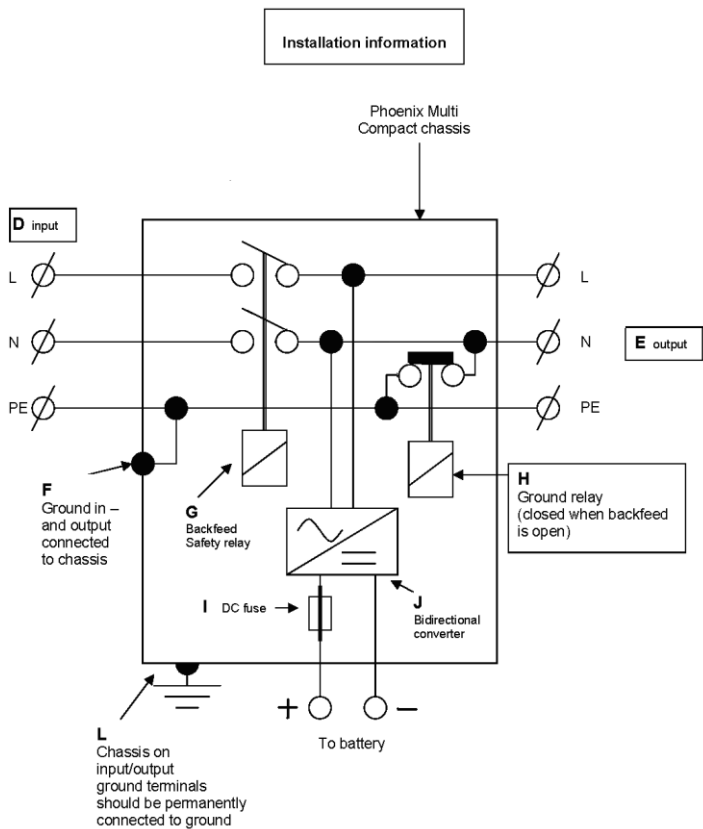 Installation information
Phoenix Multi
Compact chassis
D input
L
L
N
N
E output
PE
PE
F
Ground in –
and output
connected
to chassis
G
Backfeed
Safety relay
H
Ground relay
(closed when backfeed
is open)
I DC fuse
J
Bidirectional
converter
+
−
To battery
L
Chassis on
input/output
ground terminals
should be permanently
connected to ground